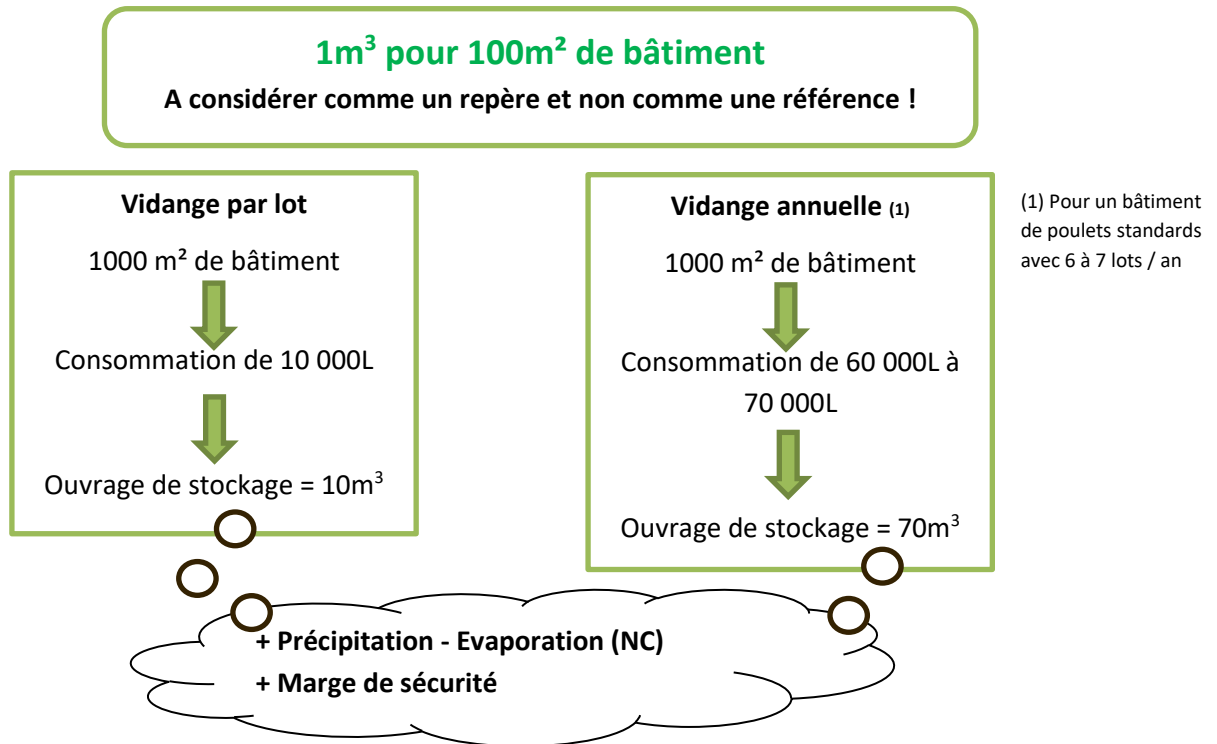 1m³ pour 100m² de bâtiment
A considérer comme un repère et non comme une référence !
Vidange par lot
1000 m² de bâtiment
Consommation de 10 000L
Ouvrage de stockage = 10m³
Vidange annuelle (1)
1000 m² de bâtiment
Consommation de 60 000L à
70 000L
Ouvrage de stockage = 70m³
(1) Pour un bâtiment
de poulets standards
avec 6 à 7 lots / an
+ Précipitation - Evaporation (NC)
+ Marge de sécurité